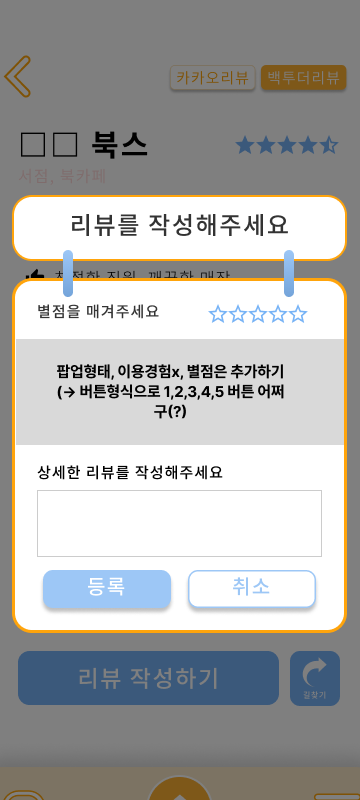 카카오리뷰 백투더리뷰
□□ 북스
서점, 북카페
리뷰를 작성해주세요
별점을 매겨주세요
팝업형태, 이용경험x, 별점은 추가하기
(→ 버튼형식으로 1,2,3,4,5 버튼 어쩌
구(?)
상세한 리뷰를 작성해주세요
등록 취소
리뷰 작성하기
길찾기